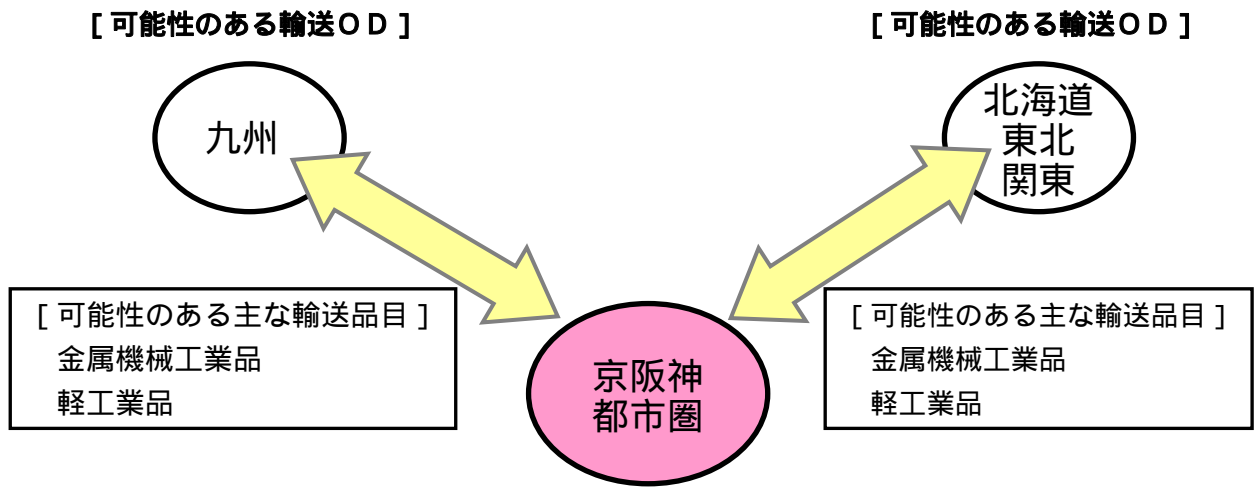 [ 可能性のある輸送ＯＤ ]
九州
[ 可能性のある主な輸送品目 ]
金属機械工業品
軽工業品
[ 可能性のある輸送ＯＤ ]
北海道
東北
関東
[ 可能性のある主な輸送品目 ]
金属機械工業品
軽工業品
京阪神
都市圏